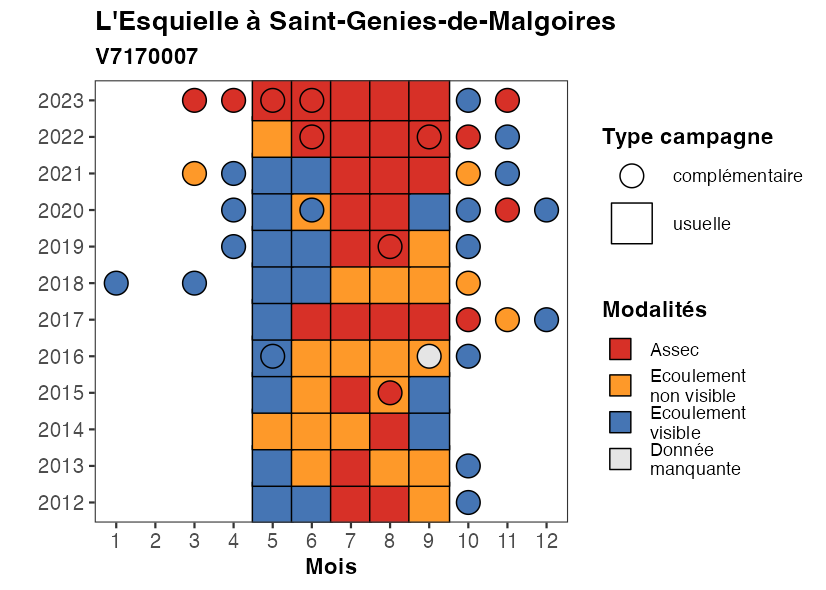 L'Esquielle à Saint-Genies-de-Malgoires
V7170007
2023
2022
2021
2020
2019
2018
2017
2016
2015
2014
2013
2012
1 2 3 4 5 6 7 8 9 10 11 12
Mois
Type campagne
complémentaire
usuelle
Modalités
Assec
Ecoulement
non visible
Ecoulement
visible
Donnée
manquante